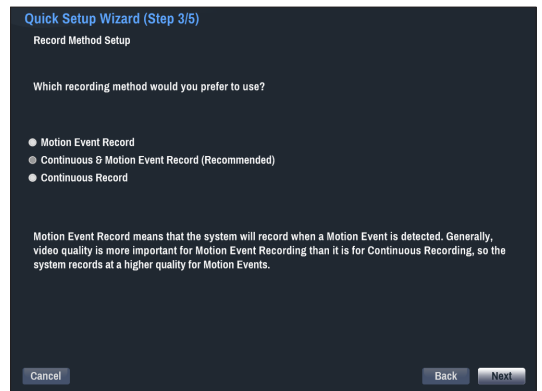 Quick Setup Wizard (Step 3/5)
Record Method Setup
Which recording method would you prefer to use?
Motion Event Record
Continuous & Motion Event Record (Recommended)
Continuous Record
Motion Event Record means that the system will record when a Motion Event is detected. Generally,
video quality is more important for Motion Event Recording than it is for Continuous Recording, so the
system records at a higher quality for Motion Events.
Cancel
Back
Next